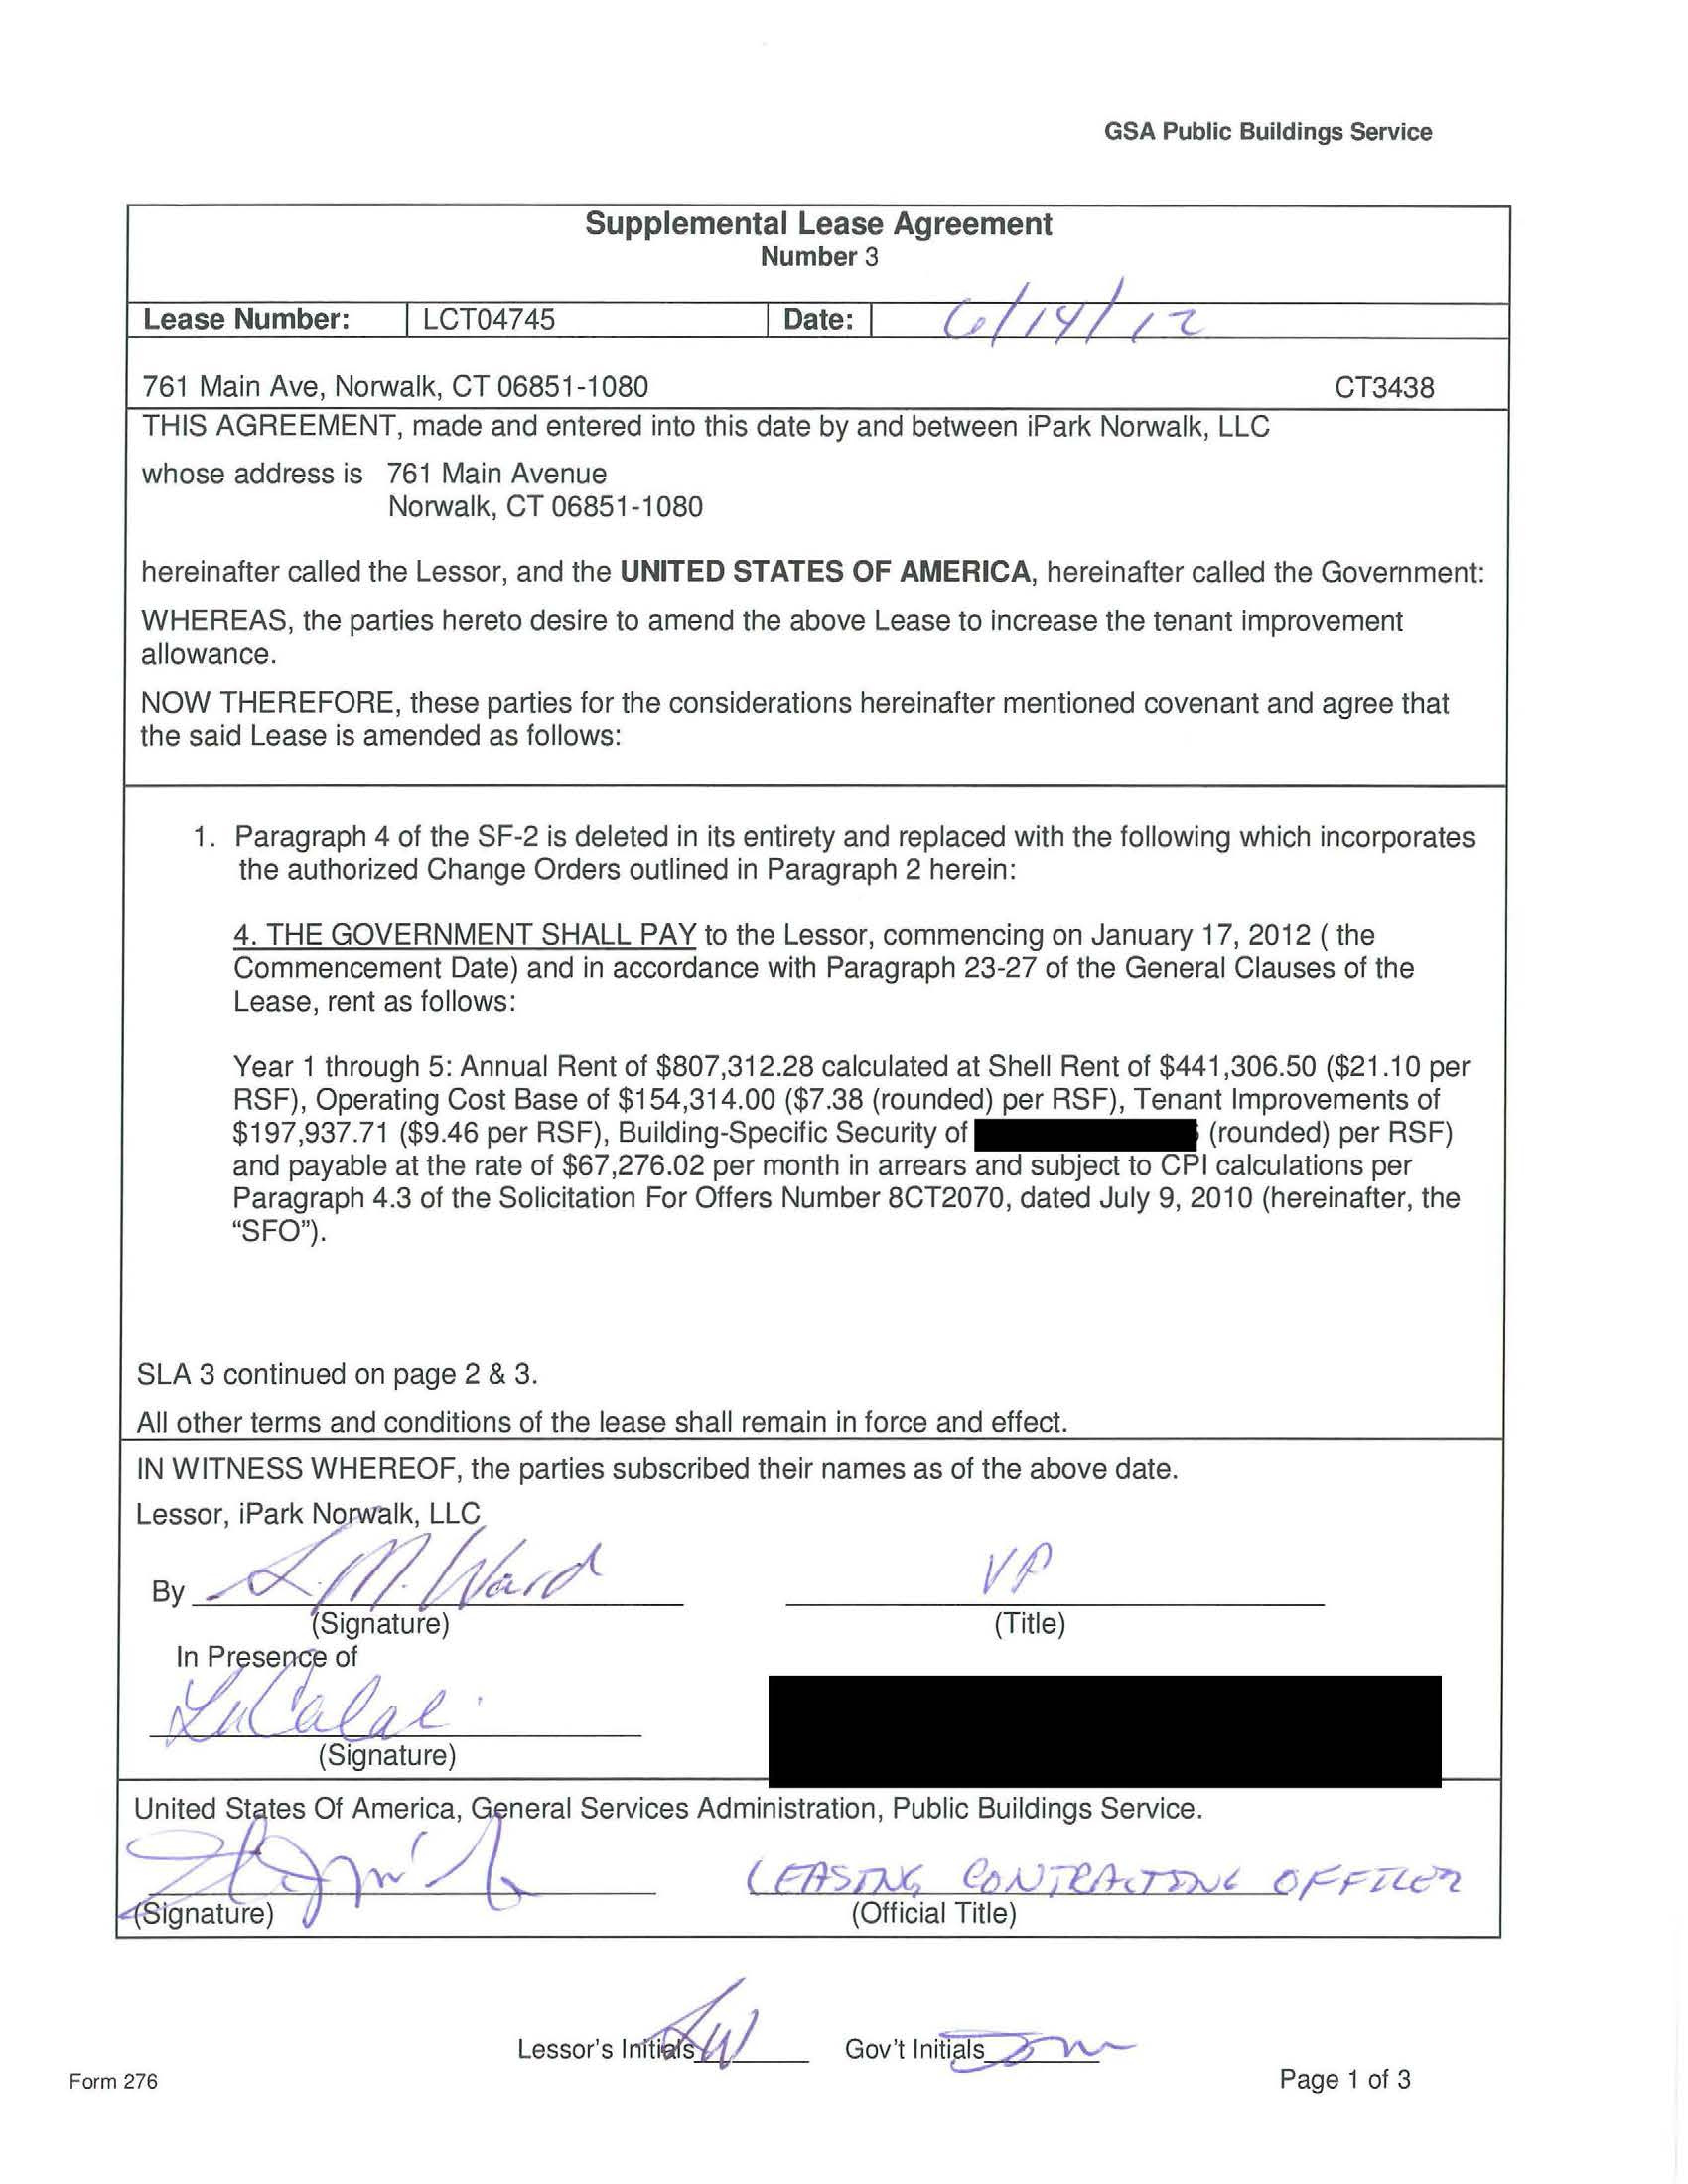 GSA Public Buildings Service
Supplemental Lease Agreement
Number 3
Lease Number: LCT04745 Date: 6/14/12
761 Main Ave, Norwalk, CT 06851-1080 CT3438
THIS AGREEMENT, made and entered into this date by and between iPark Norwalk, LLC
whose address is 761 Main Avenue
Norwalk, CT 06851-1080
hereinafter called the Lessor, and the UNITED STATES OF AMERICA, hereinafter called the Government:
WHEREAS, the parties hereto desire to amend the above Lease to increase the tenant improvement
allowance.
NOW THEREFORE, these parties for the considerations hereinafter mentioned covenant and agree that
the said Lease is amended as follows:
1. Paragraph 4 of the SF-2 is deleted in its entirety and replaced with the following which incorporates
the authorized Change Orders outlined in Paragraph 2 herein:
4. THE GOVERNMENT SHALL PAY to the Lessor, commencing on January 17, 2012 ( the
Commencement Date) and in accordance with Paragraph 23-27 of the General Clauses of the
Lease, rent as follows:
Year 1 through 5: Annual Rent of $807,312.28 calculated at Shell Rent of $441,306.50 ($21.10 per
RSF), Operating Cost Base of $154,314.00 ($7.38 (rounded) per RSF), Tenant Improvements of
$197,937.71 ($9.46 per RSF), Building-Specific Security of (rounded) per RSF)
and payable at the rate of $67,276.02 per month in arrears and subject to CPI calculations per
Paragraph 4.3 of the Solicitation For Offers Number 8CT2070, dated July 9, 2010 (hereinafter, the
“SFO”).
SLA 3 continued on page 2 & 3.
All other terms and conditions of the lease shall remain in force and effect.
IN WITNESS WHEREOF, the parties subscribed their names as of the above date.
Lessor, iPark Norwalk, LLC
By L.M. Ward VP
(Signature) (Title)
In Presence of
(Signature)
United States Of America, General Services Administration, Public Buildings Service.
LEASING CONTRACTING OFFICER
(Signature) (Official Title)
Lessor's Initials LW Gov't Initials
Form 276 Page 1 of 3